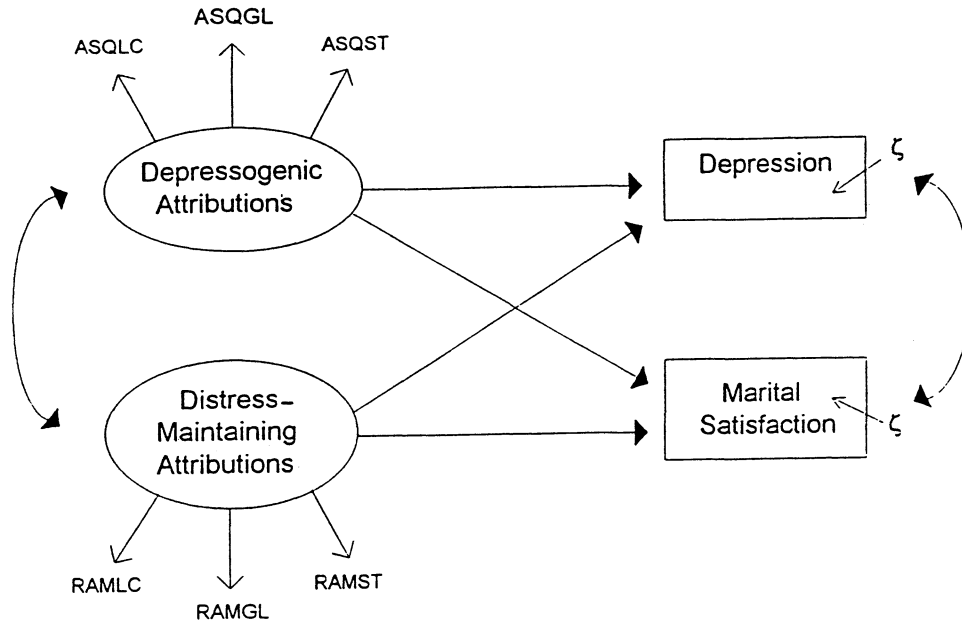 ASQGL
ASQLC
ASQST
Depressogenic
Attributions
Depression
ζ
Distress–
Maintaining
Attributions
Marital
Satisfaction
ζ
RAMLC
RAMGL
RAMST